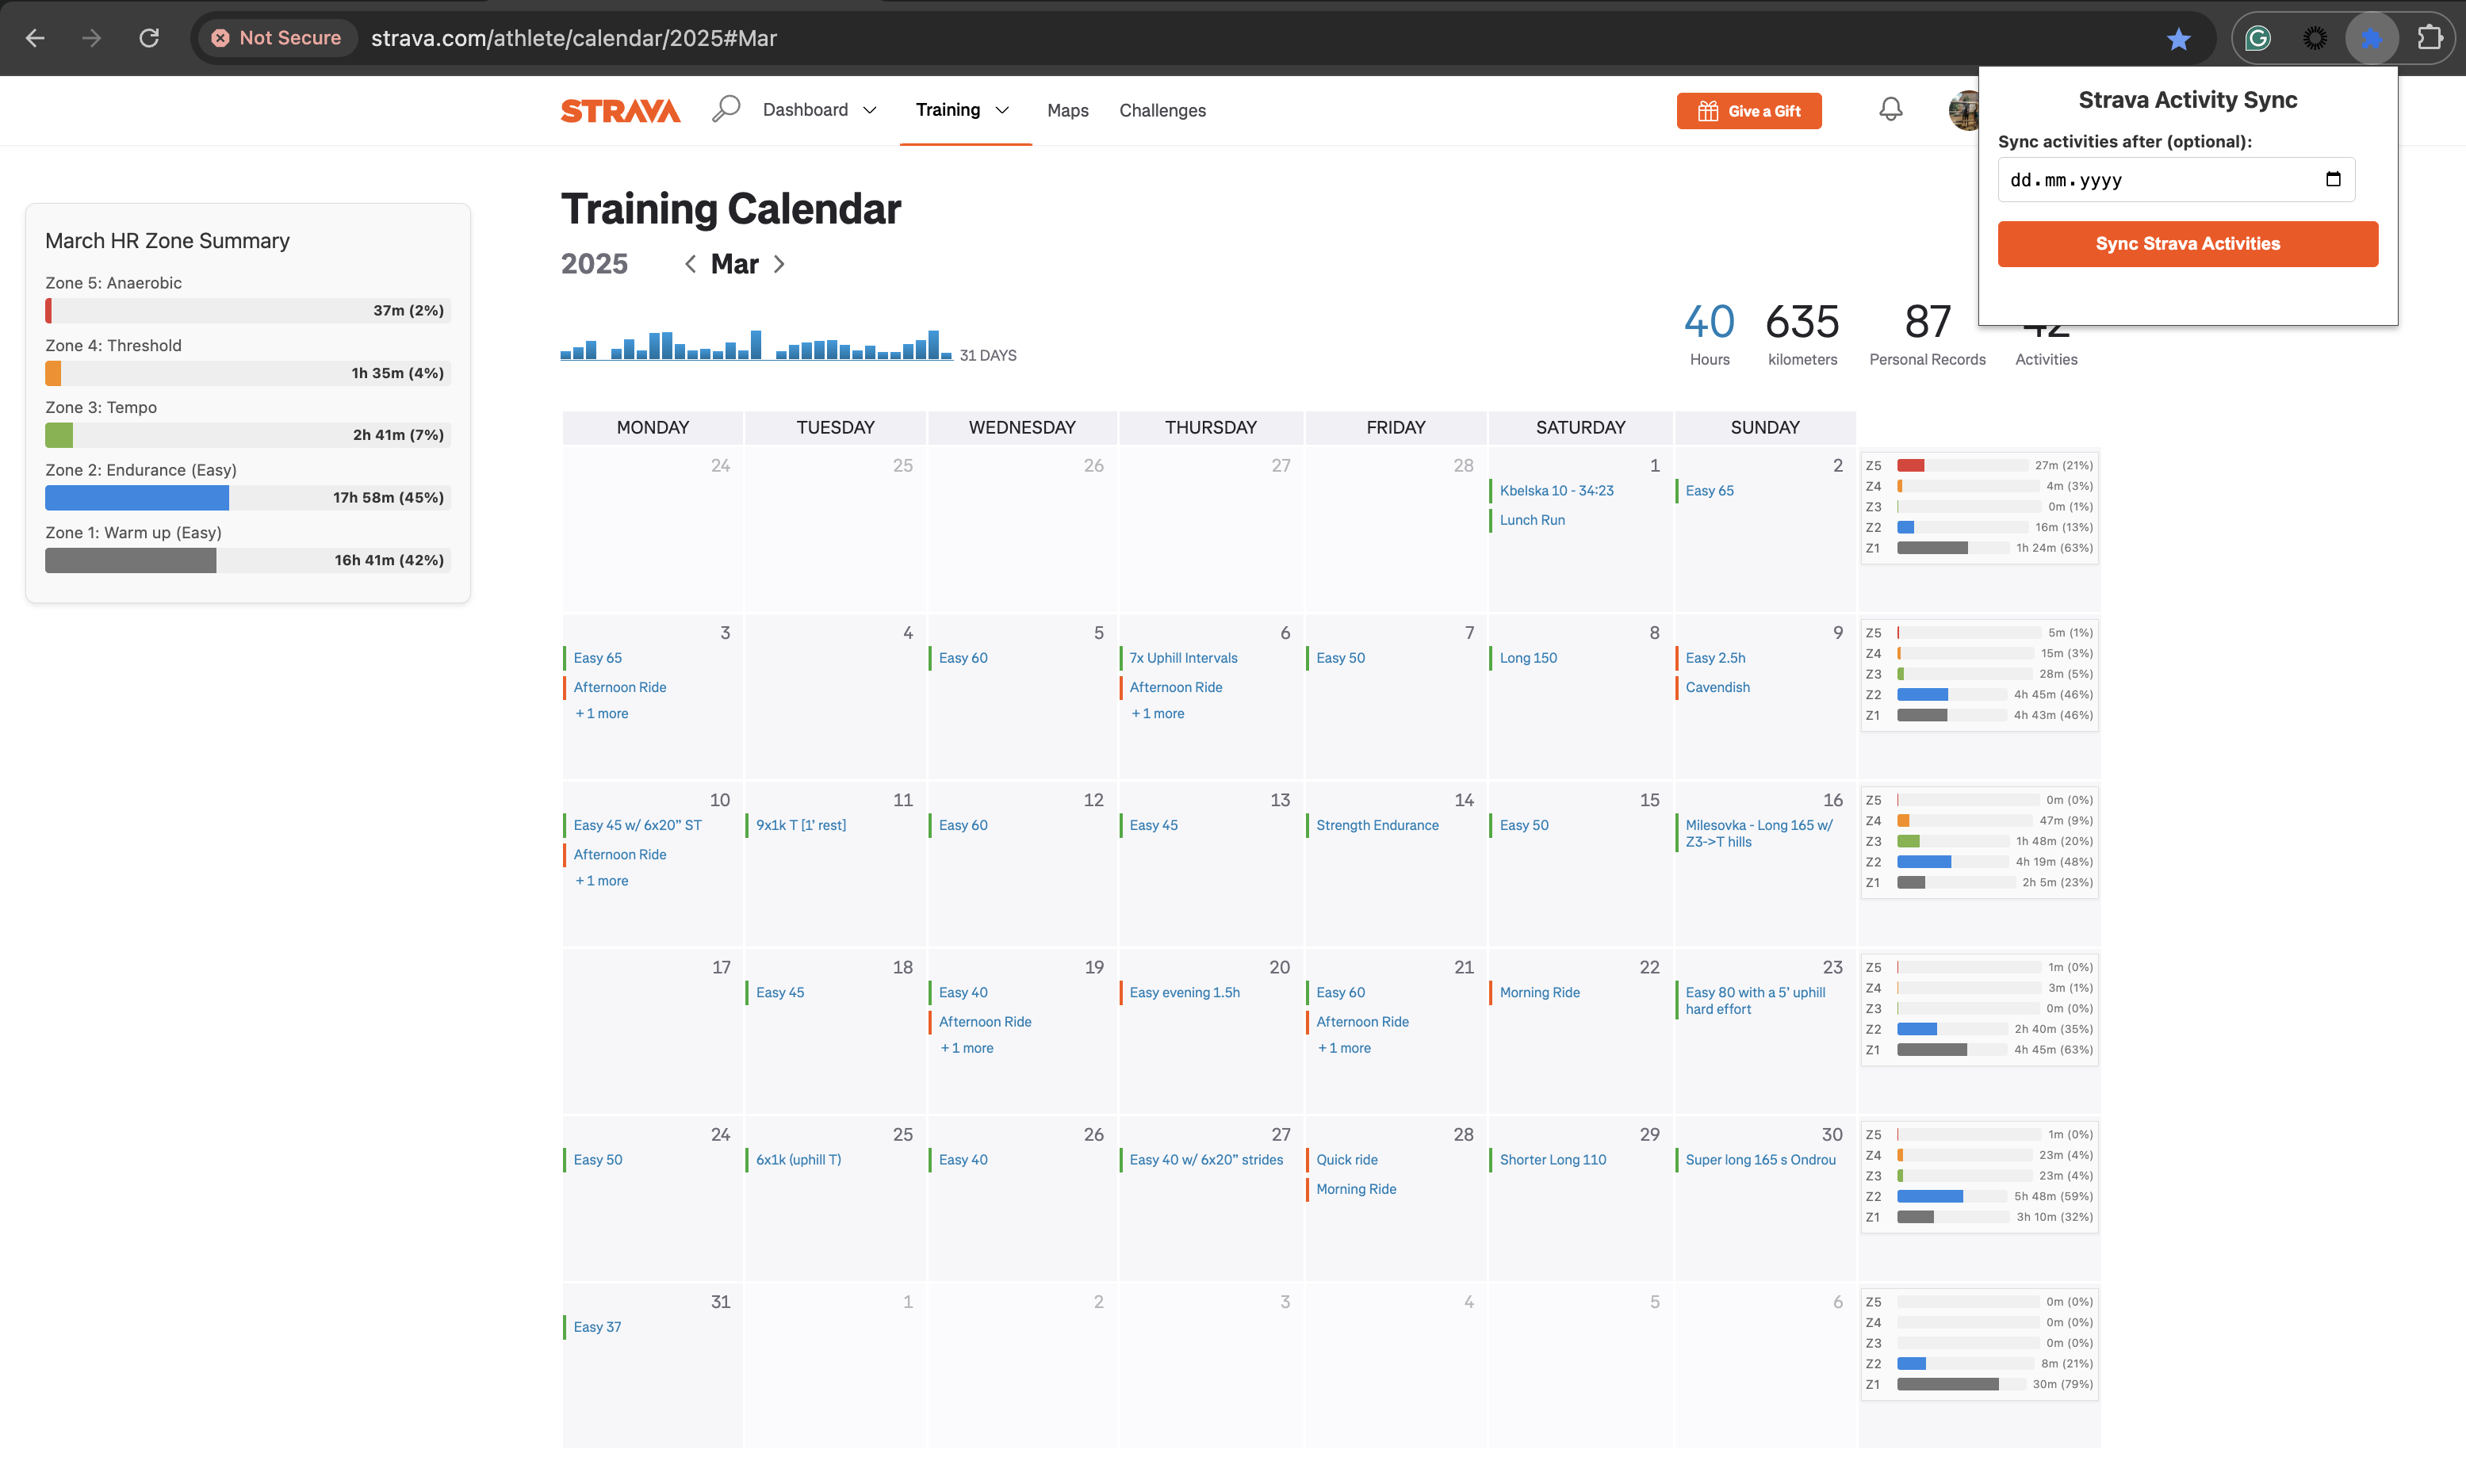 Not Secure strava.com/athlete/calendar/2025#Mar
STRAVA Dashboard Training Maps Challenges Give a Gift
Strava Activity Sync
Sync activities after (optional):
dd.mm.yyyy
Sync Strava Activities
March HR Zone Summary
Zone 5: Anaerobic
37m (2%)
Zone 4: Threshold
1h 35m (4%)
Zone 3: Tempo
2h 41m (7%)
Zone 2: Endurance (Easy)
17h 58m (45%)
Zone 1: Warm up (Easy)
16h 41m (42%)
Training Calendar
2025 Mar
31 DAYS
40 635 87 42
Hours kilometers Personal Records Activities
MONDAY TUESDAY WEDNESDAY THURSDAY FRIDAY SATURDAY SUNDAY
24 25 26 27 28 1 2
Kbelska 10 - 34:23 Easy 65
Lunch Run
Z5 27m (21%)
Z4 4m (3%)
Z3 0m (1%)
Z2 16m (13%)
Z1 1h 24m (63%)
3 4 5 6 7 8 9
Easy 65 Easy 60 7x Uphill Intervals Easy 50 Long 150 Easy 2.5h
Afternoon Ride Afternoon Ride Cavendish
+ 1 more + 1 more
Z5 5m (1%)
Z4 15m (3%)
Z3 28m (5%)
Z2 4h 45m (46%)
Z1 4h 43m (46%)
10 11 12 13 14 15 16
Easy 45 w/ 6x20” ST 9x1k T [1’ rest] Easy 60 Easy 45 Strength Endurance Easy 50 Milesovka - Long 165 w/
Z3->T hills
Afternoon Ride
+ 1 more
Z5 0m (0%)
Z4 47m (9%)
Z3 1h 48m (20%)
Z2 4h 19m (48%)
Z1 2h 5m (23%)
17 18 19 20 21 22 23
Easy 45 Easy 40 Easy evening 1.5h Easy 60 Morning Ride Easy 80 with a 5’ uphill
hard effort
Afternoon Ride Afternoon Ride
+ 1 more + 1 more
Z5 1m (0%)
Z4 3m (1%)
Z3 0m (0%)
Z2 2h 40m (35%)
Z1 4h 45m (63%)
24 25 26 27 28 29 30
Easy 50 6x1k (uphill T) Easy 40 Easy 40 w/ 6x20” strides Quick ride Shorter Long 110 Super long 165 s Ondrou
Morning Ride
Z5 1m (0%)
Z4 23m (4%)
Z3 23m (4%)
Z2 5h 48m (59%)
Z1 3h 10m (32%)
31 1 2 3 4 5 6
Easy 37
Z5 0m (0%)
Z4 0m (0%)
Z3 0m (0%)
Z2 8m (21%)
Z1 30m (79%)